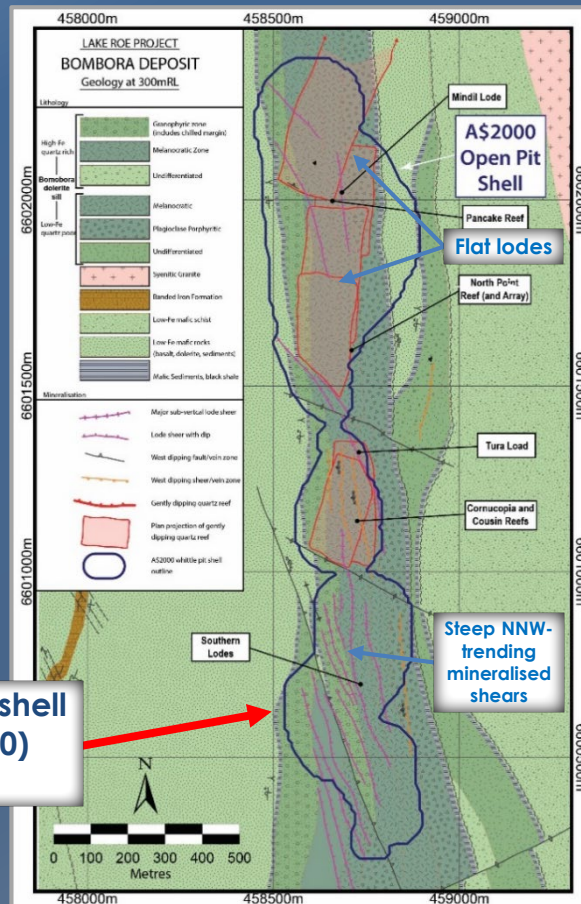 458000m
458500m
459000m
LAKE ROE PROJECT
BOMBORA DEPOSIT
Geology at 300mRL
Lithology
High-Fe
quartz rich
Bomobora
dolerite
sill
Low-Fe
quartz poor
Granophyric zone
(includes chilled margin)
Melanocratic Zone
Undifferentiated
Melanocratic
Plagioclase Porphyritic
Undifferentiated
Syenitic Granite
Banded Iron Formation
Low-Fe mafic schist
Low-Fe mafic rocks
(basalt, dolerite, sediments)
Mafic Sediments, black shale
Mineralisation
Major sub-vertical lode sheer
Lode sheer with dip
West dipping fault/vein zone
West dipping sheer/vein zone
Gently dipping quartz reef
Plan projection of gently
dipping quartz reef
A$2000 whittle pit shell
outline
6602000m
6601500m
6601000m
Mindil Lode
A$2000
Open Pit
Shell
Pancake Reef
Flat lodes
North Point
Reef (and Array)
Tura Load
Cornucopia and
Cousin Reefs
Southern
Lodes
Steep NNW-
trending
mineralised
shears
shell
0)
N
0 100 200 300 400 500
Metres
458000m
458500m
459000m